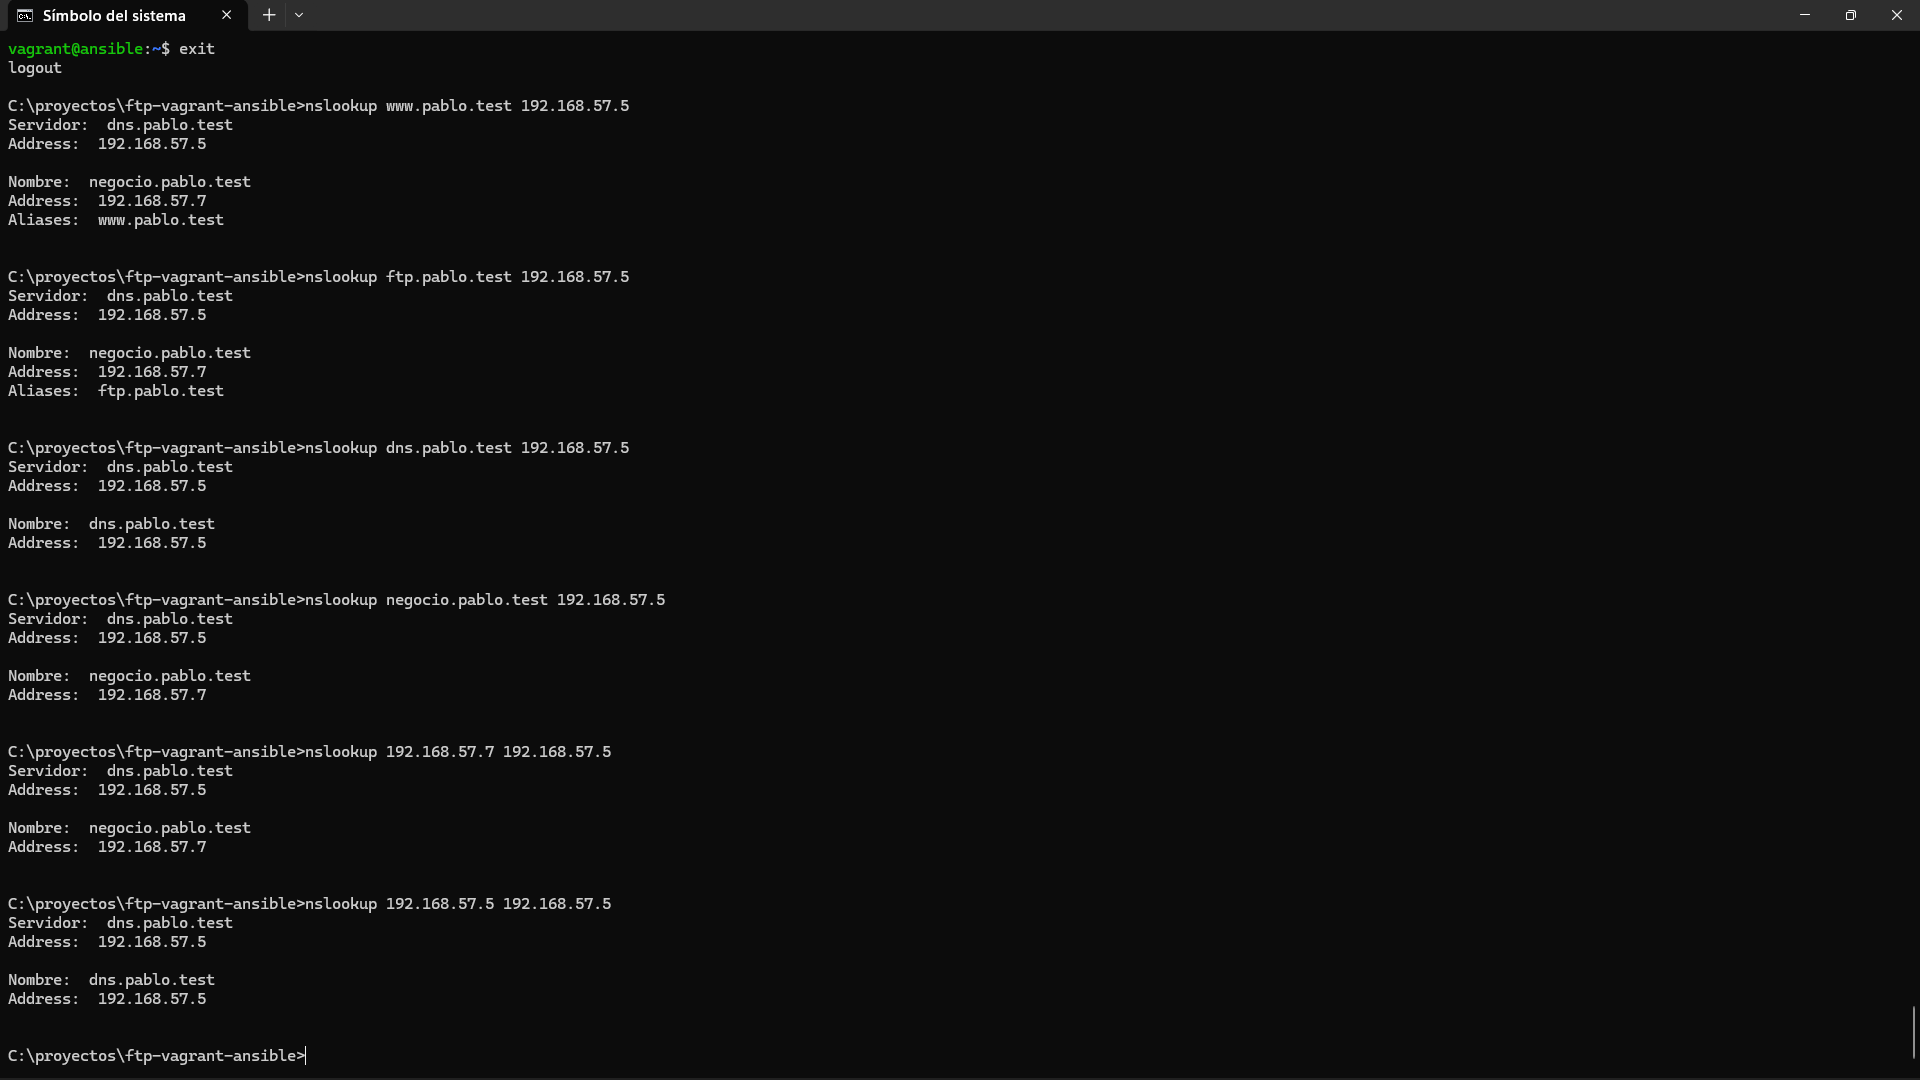 Símbolo del sistema
vagrant@ansible:~$ exit
logout
C:\proyectos\ftp-vagrant-ansible>nslookup www.pablo.test 192.168.57.5
Servidor:  dns.pablo.test
Address:  192.168.57.5
Nombre:  negocio.pablo.test
Address:  192.168.57.7
Aliases:  www.pablo.test
C:\proyectos\ftp-vagrant-ansible>nslookup ftp.pablo.test 192.168.57.5
Servidor:  dns.pablo.test
Address:  192.168.57.5
Nombre:  negocio.pablo.test
Address:  192.168.57.7
Aliases:  ftp.pablo.test
C:\proyectos\ftp-vagrant-ansible>nslookup dns.pablo.test 192.168.57.5
Servidor:  dns.pablo.test
Address:  192.168.57.5
Nombre:  dns.pablo.test
Address:  192.168.57.5
C:\proyectos\ftp-vagrant-ansible>nslookup negocio.pablo.test 192.168.57.5
Servidor:  dns.pablo.test
Address:  192.168.57.5
Nombre:  negocio.pablo.test
Address:  192.168.57.7
C:\proyectos\ftp-vagrant-ansible>nslookup 192.168.57.7 192.168.57.5
Servidor:  dns.pablo.test
Address:  192.168.57.5
Nombre:  negocio.pablo.test
Address:  192.168.57.7
C:\proyectos\ftp-vagrant-ansible>nslookup 192.168.57.5 192.168.57.5
Servidor:  dns.pablo.test
Address:  192.168.57.5
Nombre:  dns.pablo.test
Address:  192.168.57.5
C:\proyectos\ftp-vagrant-ansible>